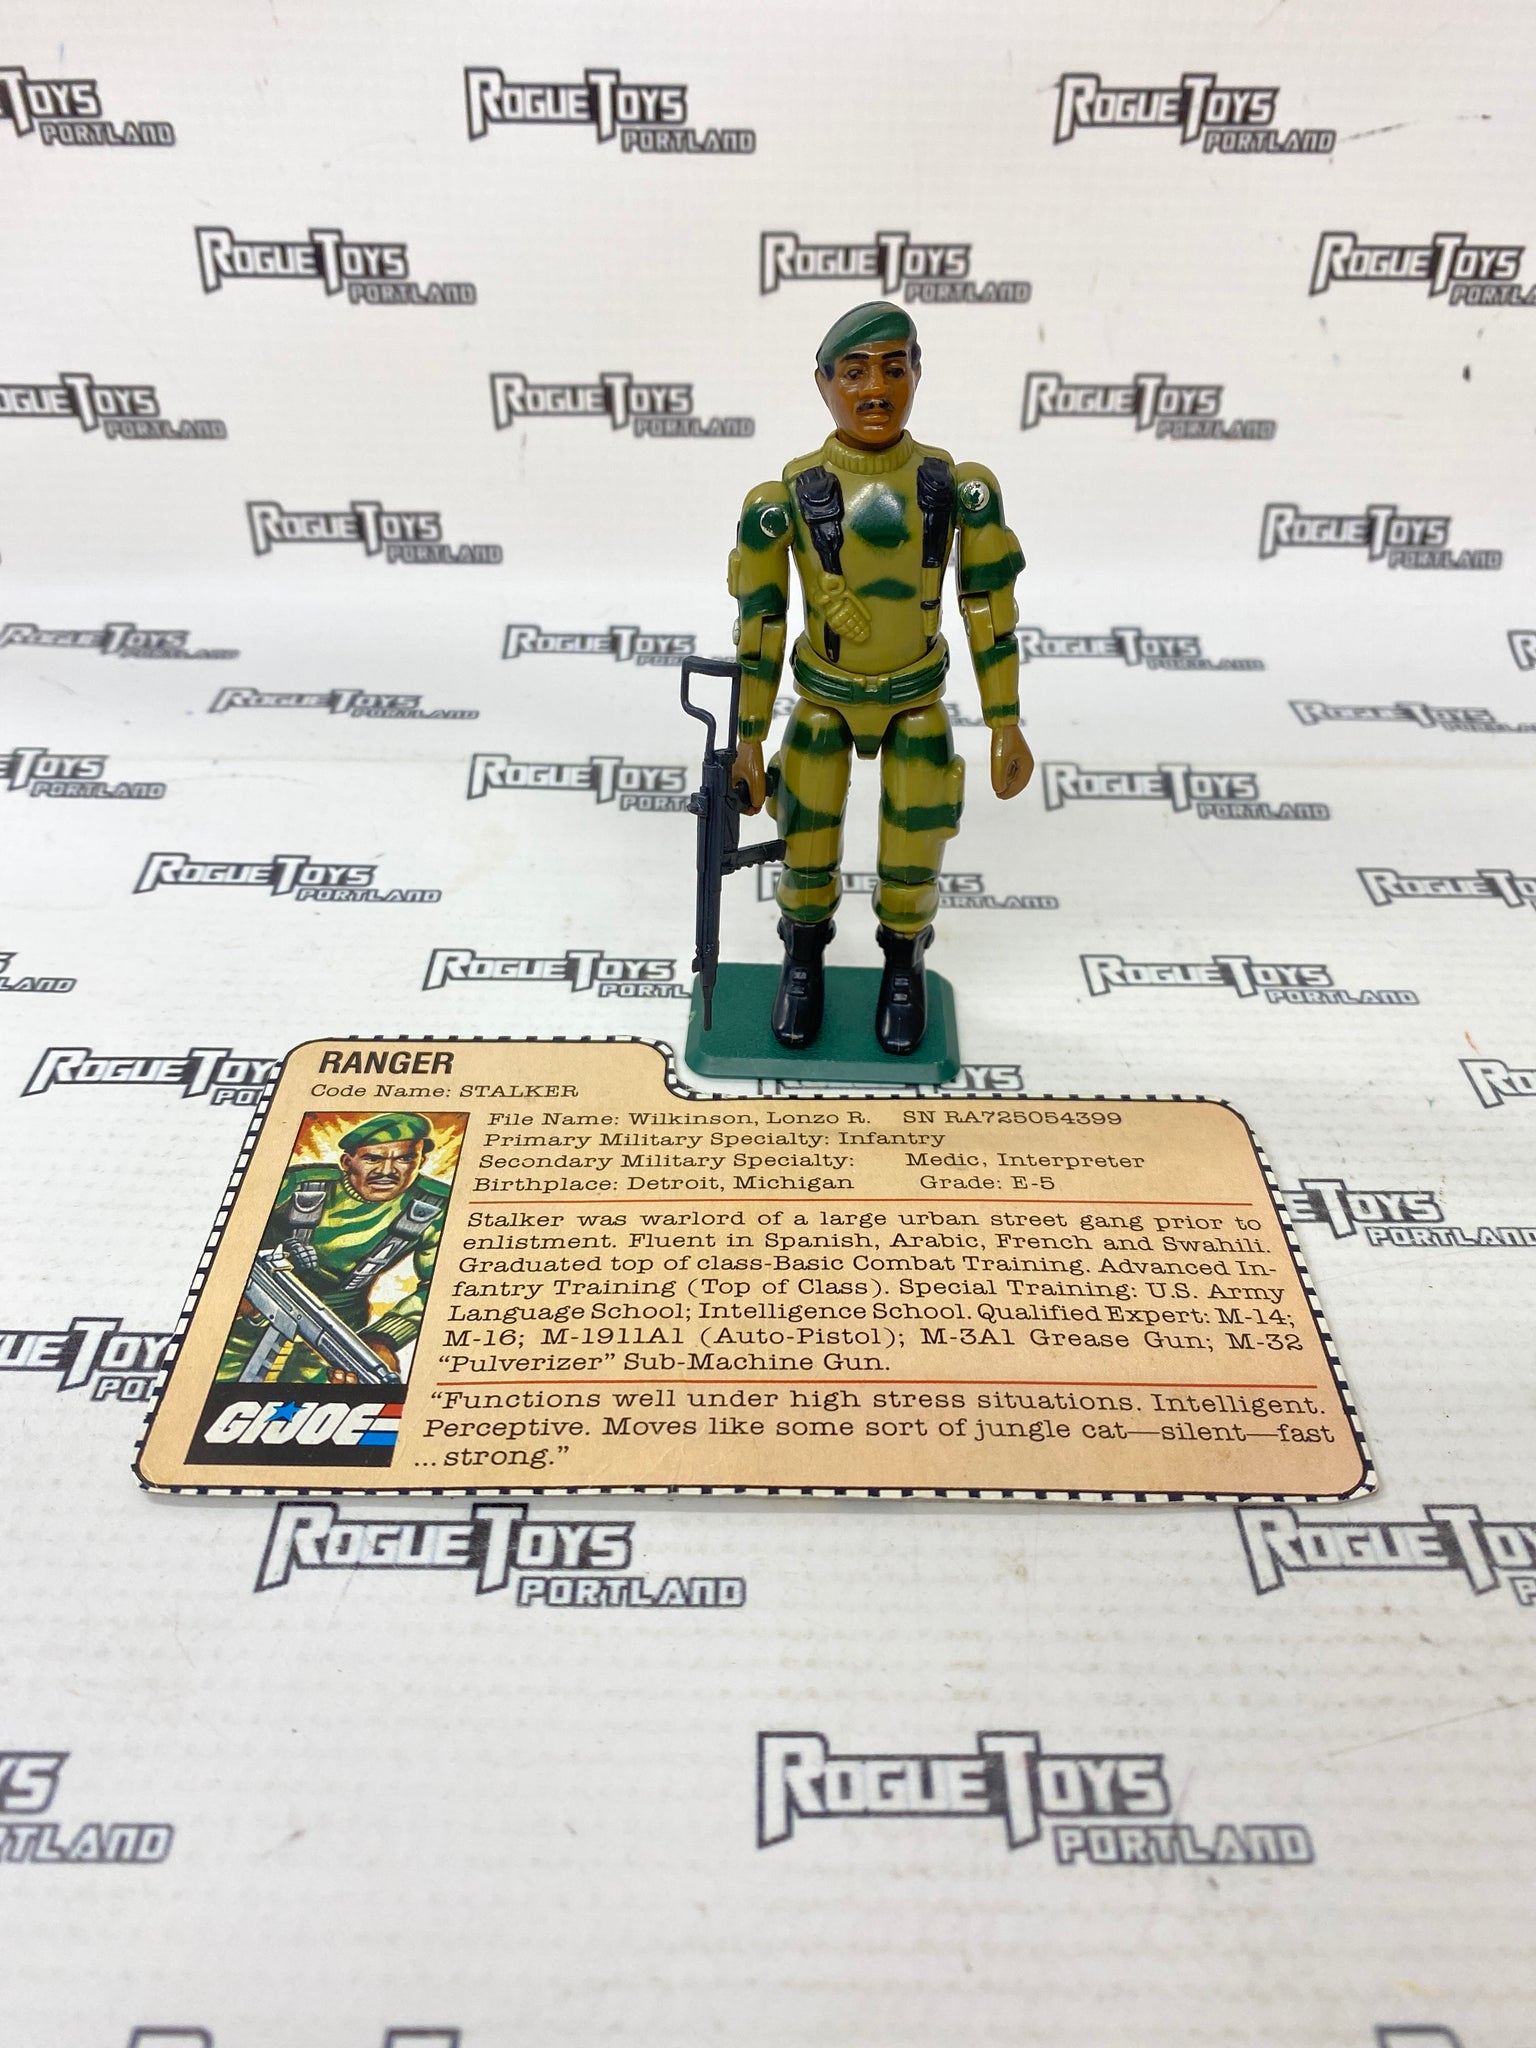 ROGUE TOYS
PORTLAND
RANGER
Code Name: STALKER
File Name: Wilkinson, Lonzo R. SN RA725054399
Primary Military Specialty: Infantry
Secondary Military Specialty: Medic, Interpreter
Birthplace: Detroit, Michigan Grade: E-5
Stalker was warlord of a large urban street gang prior to
enlistment. Fluent in Spanish, Arabic, French and Swahili.
Graduated top of class-Basic Combat Training. Advanced In-
fantry Training (Top of Class). Special Training: U.S. Army
Language School; Intelligence School. Qualified Expert: M-14;
M-16; M-1911A1 (Auto-Pistol); M-3A1 Grease Gun; M-32
"Pulverizer" Sub-Machine Gun.
GI JOE
"Functions well under high stress situations. Intelligent.
Perceptive. Moves like some sort of jungle cat—silent—fast
...strong."